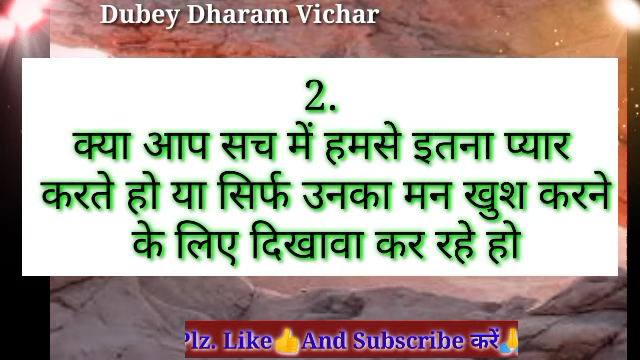 Dubey Dharam Vichar
2.
क्या आप सच में हमसे इतना प्यार
करते हो या सिर्फ उनका मन खुश करने
के लिए दिखावा कर रहे हो
Plz. Like👍And Subscribe करें🙏